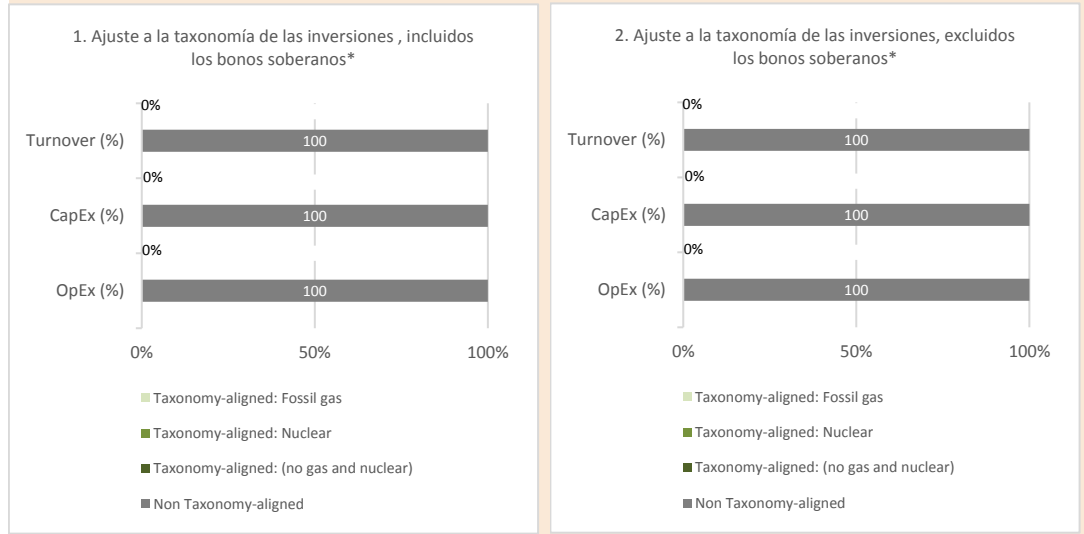 1. Ajuste a la taxonomía de las inversiones , incluidos
los bonos soberanos*
0%
Turnover (%)
100
0%
CapEx (%)
100
0%
OpEx (%)
100
0% 50% 100%
Taxonomy-aligned: Fossil gas
Taxonomy-aligned: Nuclear
Taxonomy-aligned: (no gas and nuclear)
Non Taxonomy-aligned
2. Ajuste a la taxonomía de las inversiones, excluidos
los bonos soberanos*
0%
Turnover (%)
100
0%
CapEx (%)
100
0%
OpEx (%)
100
0% 50% 100%
Taxonomy-aligned: Fossil gas
Taxonomy-aligned: Nuclear
Taxonomy-aligned: (no gas and nuclear)
Non Taxonomy-aligned